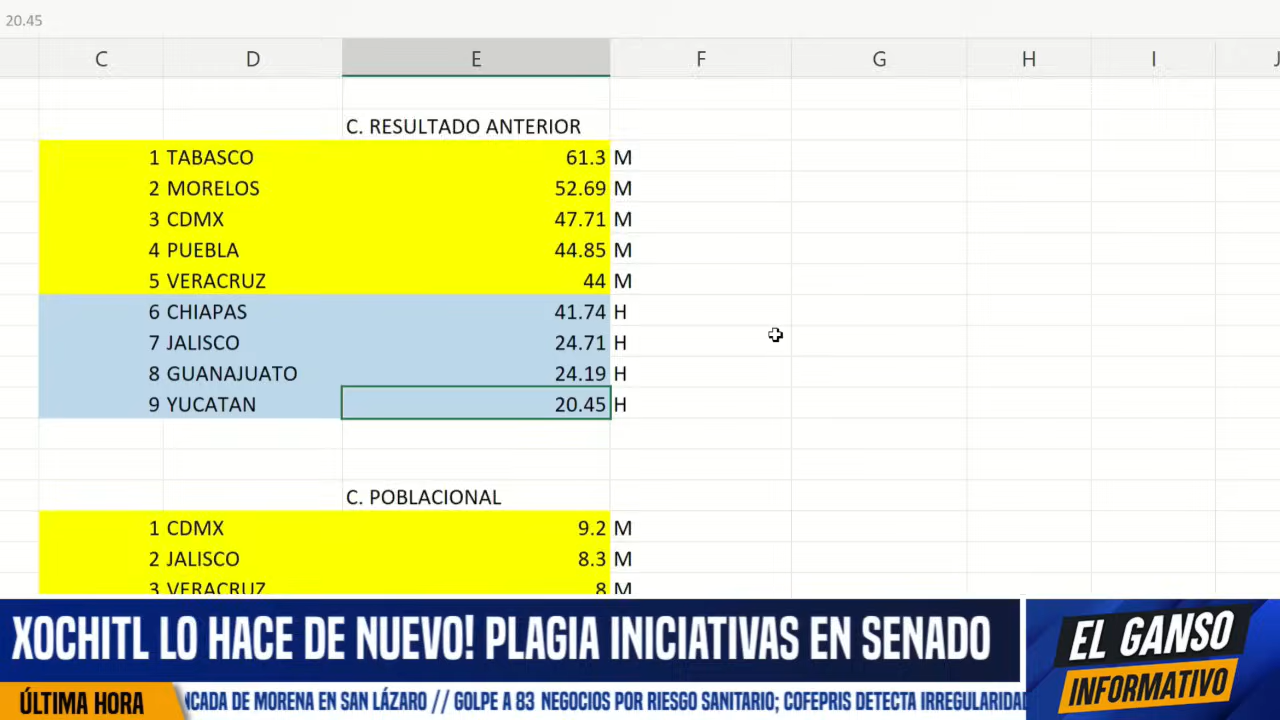 20.45
C D E F G H I J
C. RESULTADO ANTERIOR
1 TABASCO 61.3 M
2 MORELOS 52.69 M
3 CDMX 47.71 M
4 PUEBLA 44.85 M
5 VERACRUZ 44 M
6 CHIAPAS 41.74 H
7 JALISCO 24.71 H
8 GUANAJUATO 24.19 H
9 YUCATAN 20.45 H
C. POBLACIONAL
1 CDMX 9.2 M
2 JALISCO 8.3 M
3 VERACRUZ 8 M
XOCHITL LO HACE DE NUEVO! PLAGIA INICIATIVAS EN SENADO
EL GANSO
INFORMATIVO
ÚLTIMA HORA NCADA DE MORENA EN SAN LÁZARO // GOLPE A 83 NEGOCIOS POR RIESGO SANITARIO; COFEPRIS DETECTA IRREGULARIDAD